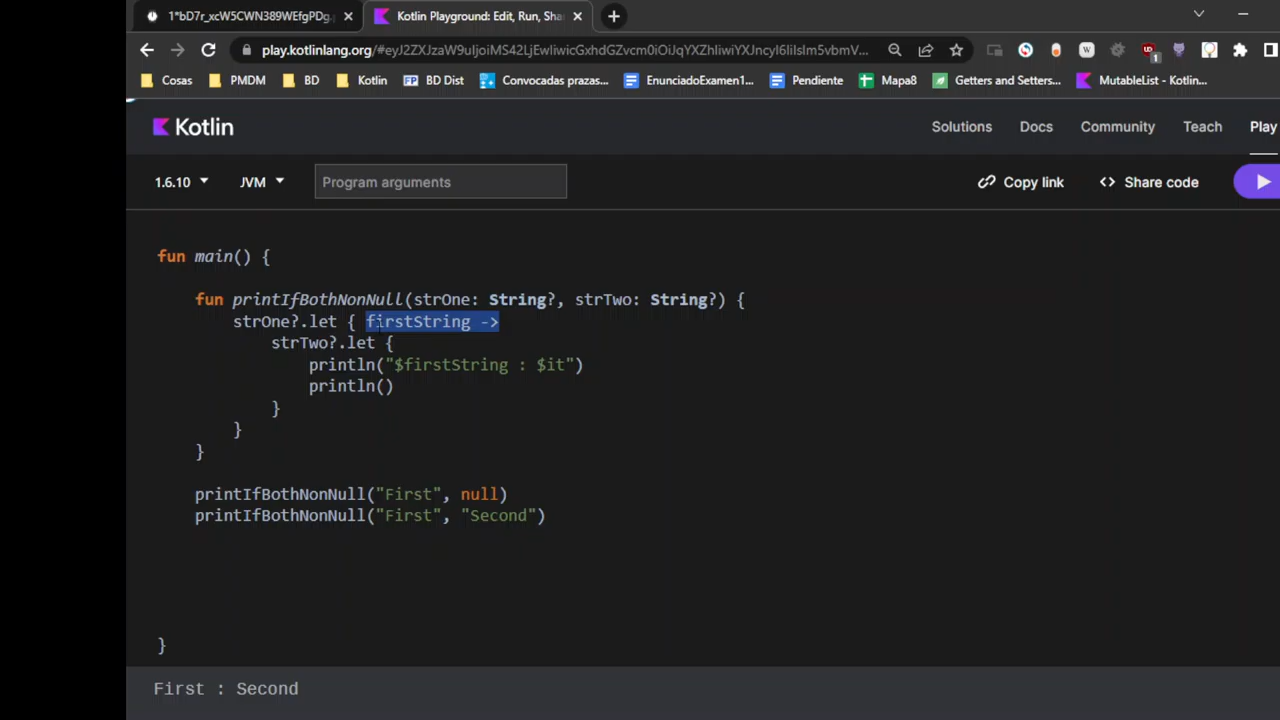 1*bD7r_xcW5CWN389WEfgPDg.
Kotlin Playground: Edit, Run, Sha
play.kotlinlang.org/#eyJ2ZXJzaW9uIjoiMS42LjEwIiwicGxhdGZvcm0iOiJqYXZhIiwiYXJncyI6IiIsIm5vbmV...
Cosas
PMDM
BD
Kotlin
FP BD Dist
Convocadas prazas...
EnunciadoExamen1...
Pendiente
Mapa8
Getters and Setters...
MutableList - Kotlin...
Kotlin
Solutions
Docs
Community
Teach
Play
1.6.10
JVM
Program arguments
Copy link
<> Share code
fun main() {
fun printIfBothNonNull(strOne: String?, strTwo: String?) {
strOne?.let { firstString ->
strTwo?.let {
println("$firstString : $it")
println()
}
}
}
printIfBothNonNull("First", null)
printIfBothNonNull("First", "Second")
}
First : Second